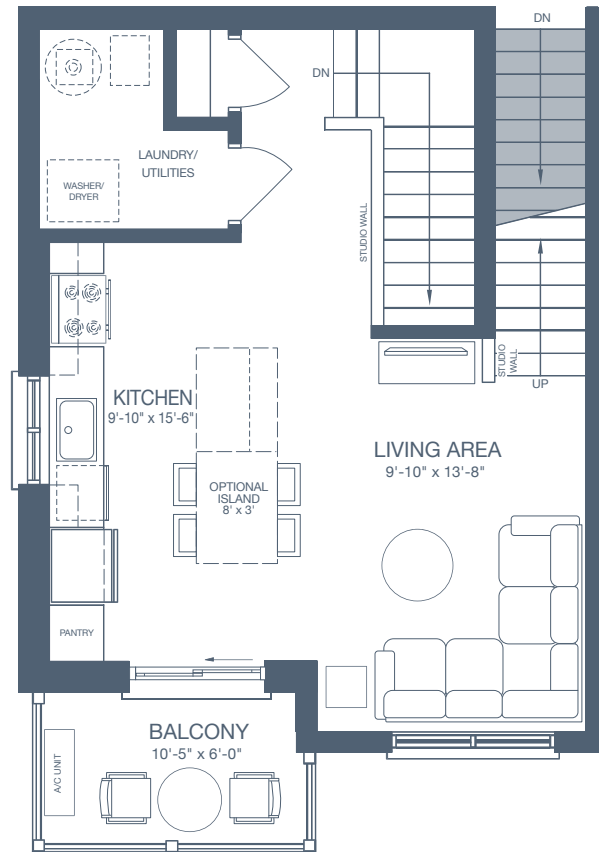 DN
DN
LAUNDRY/
UTILITIES
WASHER/
DRYER
STUDIO WALL
STUDIO
WALL
UP
KITCHEN
9'-10" x 15'-6"
LIVING AREA
9'-10" x 13'-8"
OPTIONAL
ISLAND
8' x 3'
PANTRY
BALCONY
10'-5" x 6'-0"
A/C UNIT